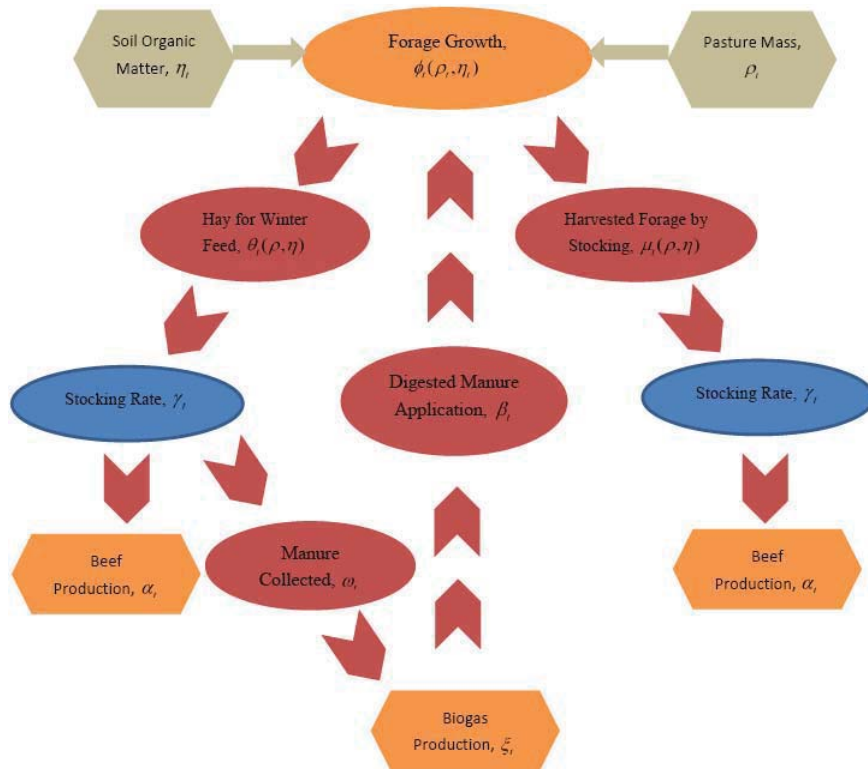 Soil Organic
Matter, ηₜ
Forage Growth,
ϕₜ(ρₜ, ηₜ)
Pasture Mass,
ρₜ
Hay for Winter
Feed, θₜ(ρ, η)
Harvested Forage by
Stocking, μₜ(ρ, η)
Stocking Rate, γₜ
Digested Manure
Application, βₜ
Stocking Rate, γₜ
Beef
Production, αₜ
Manure
Collected, ωₜ
Beef
Production, αₜ
Biogas
Production, ξₜ